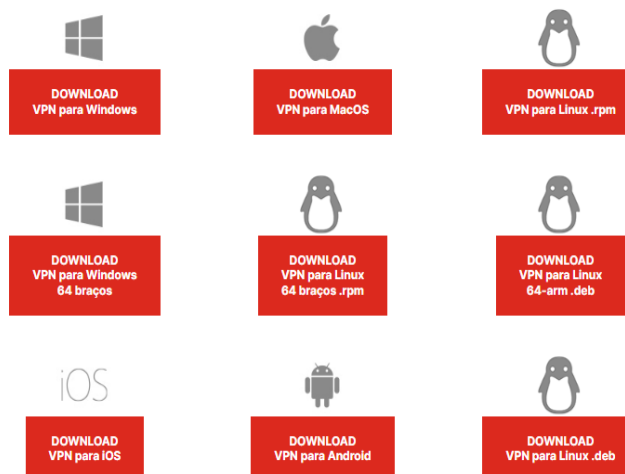 DOWNLOAD
VPN para Windows
DOWNLOAD
VPN para MacOS
DOWNLOAD
VPN para Linux .rpm
DOWNLOAD
VPN para Windows
64 braços
DOWNLOAD
VPN para Linux
64 braços .rpm
DOWNLOAD
VPN para Linux
64-arm .deb
iOS
DOWNLOAD
VPN para iOS
DOWNLOAD
VPN para Android
DOWNLOAD
VPN para Linux .deb